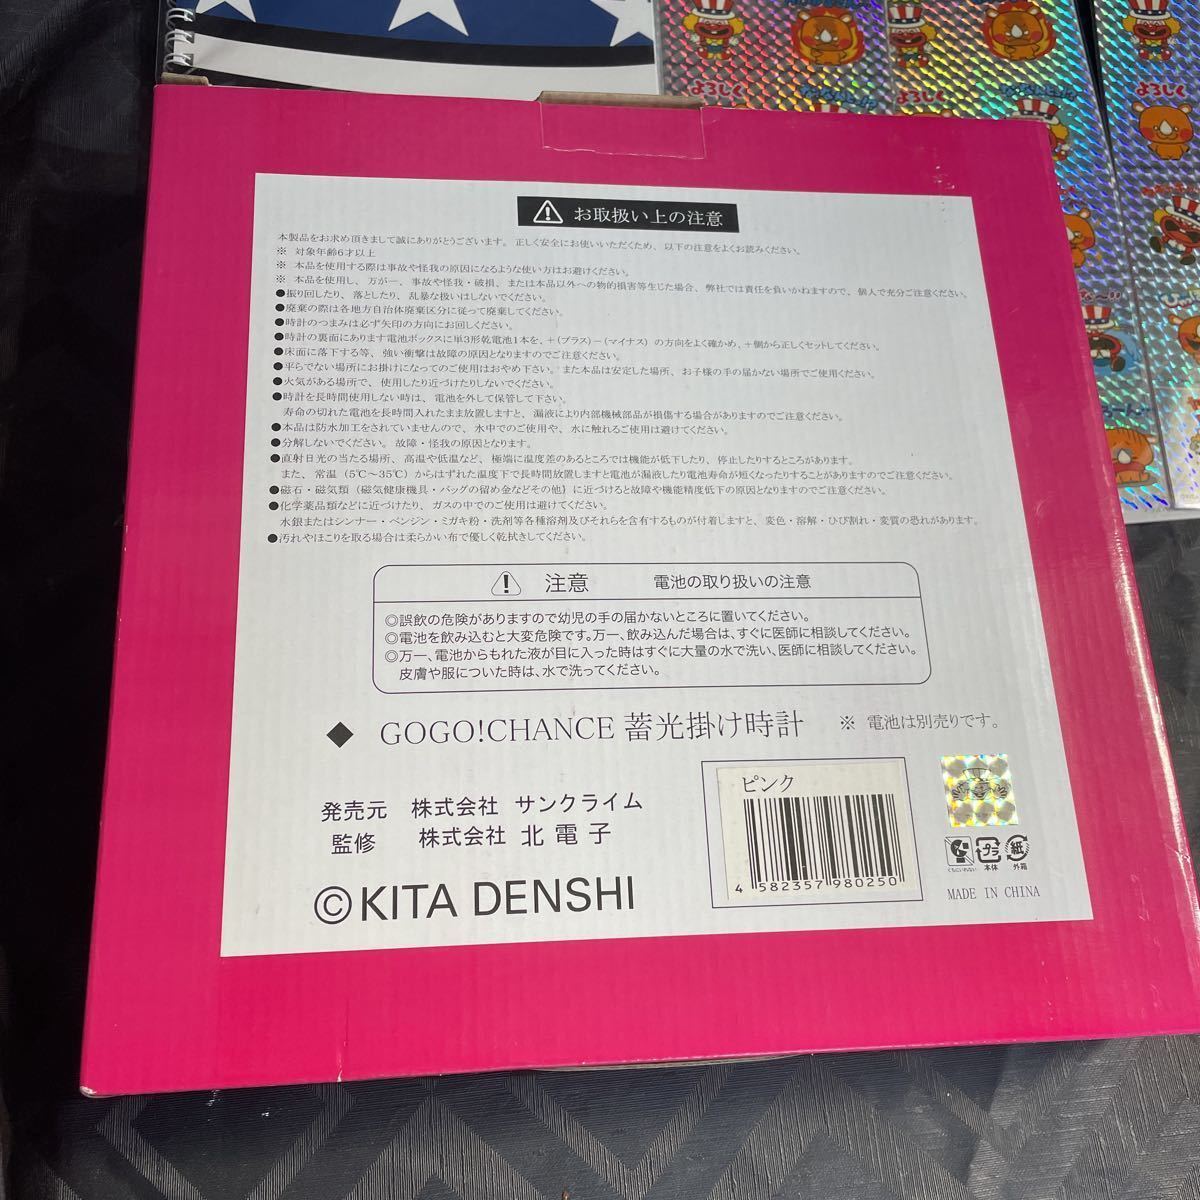 よろしく
よろしく
よろしく
お取扱い上の注意
本製品をお求め頂きまして誠にありがとうございます。正しく安全にお使いいただくため、以下の注意をよくお読みください。
※ 対象年齢6才以上
※ 本品を使用する際は事故や怪我の原因になるような使い方はお避けください。
※ 本品を使用し、万が一、事故や怪我・破損、または本品以外への物的損害等生じた場合、弊社では責任を負いかねますので、個人で充分ご注意ください。
●振り回したり、落としたり、乱暴な扱いはしないでください。
●廃棄の際は各地方自治体廃棄区分に従って廃棄してください。
●時計のつまみは必ず矢印の方向にお回しください。
●時計の裏面にあります電池ボックスに単3形乾電池1本を、+(プラス)-(マイナス)の方向をよく確かめ、+側から正しくセットしてください。
●床面に落下する等、強い衝撃は故障の原因となりますのでご注意ください。
●平らでない場所にお掛けになってのご使用はおやめ下さい。また本品は安定した場所、お子様の手の届かない場所でご使用ください。
●火気がある場所で、使用したり近づけたりしないでください。
●時計を長時間使用しない時は、電池を外して保管して下さい。
寿命の切れた電池を長時間入れたまま放置しますと、漏液により内部機械部品が損傷する場合がありますのでご注意ください。
●本品は防水加工をされていませんので、水中でのご使用や、水に触れるご使用は避けてください。
●分解しないでください。故障・怪我の原因となります。
●直射日光の当たる場所、高温や低温など、極端に温度差のあるところでは機能が低下したり、停止したりするところがあります。
また、常温(5℃~35℃)からはずれた温度下で長時間放置しますと電池が漏液したり電池寿命が短くなったりすることがありますのでご注意ください。
●磁石・磁気類(磁気健康機具・バッグの留め金などその他)に近づけると故障や機能精度低下の原因となりますのでご注意ください。
●化学薬品類などに近づけたり、ガスの中でのご使用は避けてください。
水銀またはシンナー・ベンジン・ミガキ粉・洗剤等各種溶剤及びそれらを含有するものが付着しますと、変色・溶解・ひび割れ・変質の恐れがあります。
●汚れやほこりを取る場合は柔らかい布で優しく乾拭きしてください。
注意 電池の取り扱いの注意
◎誤飲の危険がありますので幼児の手の届かないところに置いてください。
◎電池を飲み込むと大変危険です。万一、飲み込んだ場合は、すぐに医師に相談してください。
◎万一、電池からもれた液が目に入った時はすぐに大量の水で洗い、医師に相談してください。
皮膚や服についた時は、水で洗ってください。
◆ GOGO!CHANCE 蓄光掛け時計 ※ 電池は別売りです。
発売元 株式会社 サンクライム
監修 株式会社 北電子
©KITA DENSHI
ピンク
4 582357 980250
くちにいれない
プラ
本体
紙
外箱
MADE IN CHINA